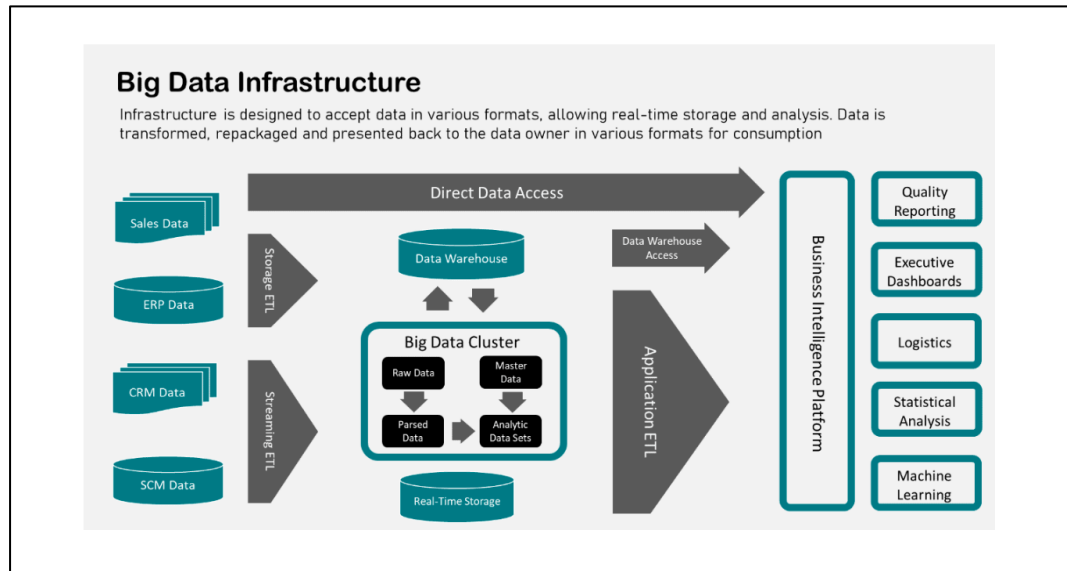 Big Data Infrastructure
Infrastructure is designed to accept data in various formats, allowing real-time storage and analysis. Data is
transformed, repackaged and presented back to the data owner in various formats for consumption
Direct Data Access
Sales Data
ERP Data
CRM Data
SCM Data
Storage ETL
Streaming ETL
Data Warehouse
Big Data Cluster
Raw Data
Master
Data
Parsed
Data
Analytic
Data Sets
Real-Time Storage
Data Warehouse
Access
Application ETL
Business Intelligence Platform
Quality
Reporting
Executive
Dashboards
Logistics
Statistical
Analysis
Machine
Learning